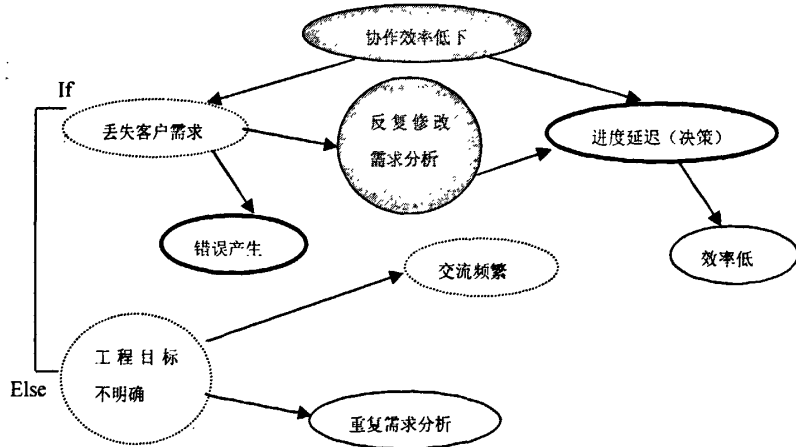 协作效率低下
If
丢失客户需求
反复修改
需求分析
进度延迟（决策）
错误产生
效率低
交流频繁
工程目标
不明确
Else
重复需求分析